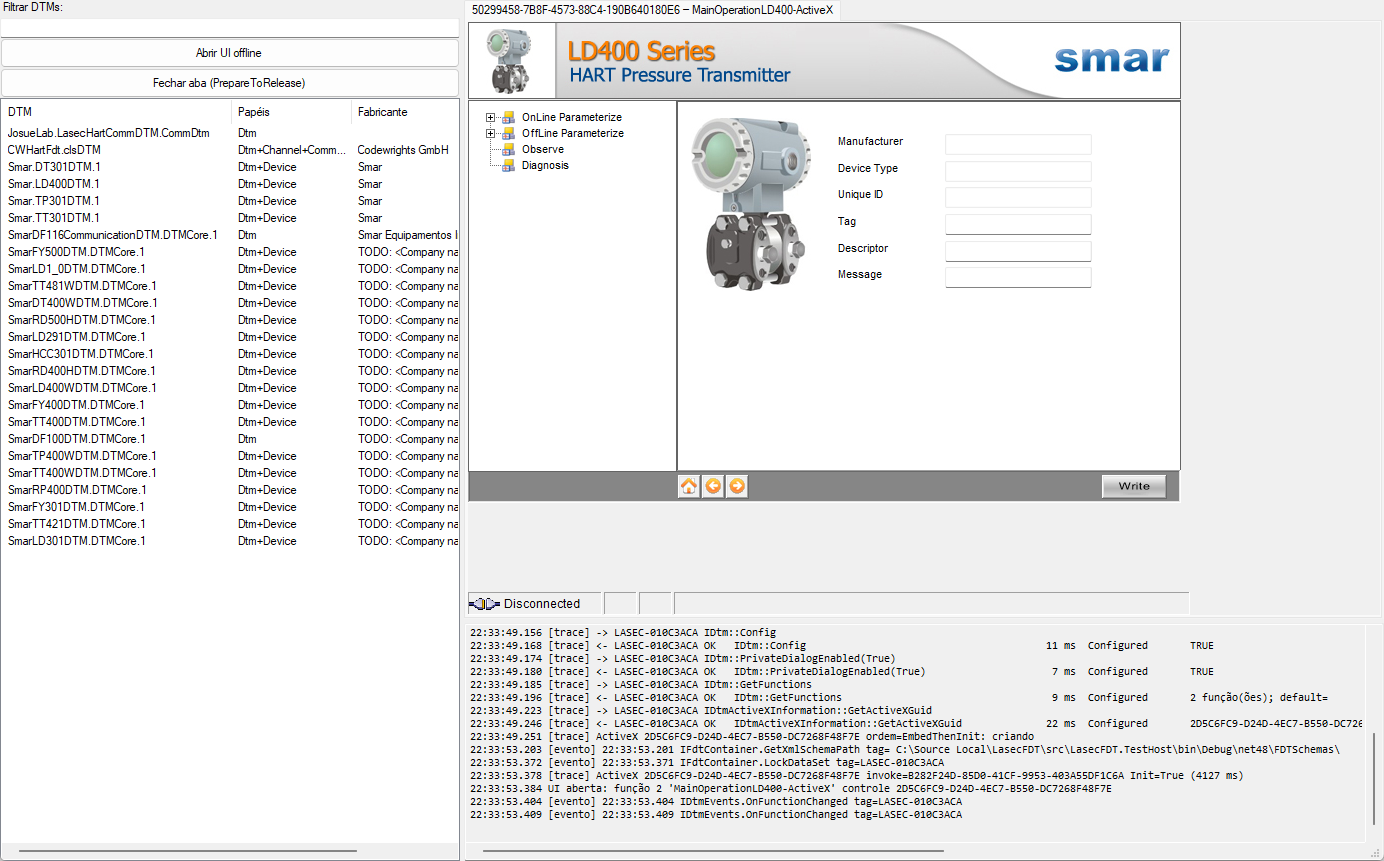 Filtrar DTMs:
Abrir UI offline
Fechar aba (PrepareToRelease)
DTM Papéis Fabricante
JosueLab.LasecHartCommDTM.CommDtm Dtm
CWHartFdt.clsDTM Dtm+Channel+Comm... Codewrights GmbH
Smar.DT301DTM.1 Dtm+Device Smar
Smar.LD400DTM.1 Dtm+Device Smar
Smar.TP301DTM.1 Dtm+Device Smar
Smar.TT301DTM.1 Dtm+Device Smar
SmarDF116CommunicationDTM.DTMCore.1 Dtm Smar Equipamentos I
SmarFY500DTM.DTMCore.1 Dtm+Device TODO: <Company na
SmarLD1_0DTM.DTMCore.1 Dtm+Device TODO: <Company na
SmarTT481WDTM.DTMCore.1 Dtm+Device TODO: <Company na
SmarDT400WDTM.DTMCore.1 Dtm+Device TODO: <Company na
SmarRD500HDTM.DTMCore.1 Dtm+Device TODO: <Company na
SmarLD291DTM.DTMCore.1 Dtm+Device TODO: <Company na
SmarHCC301DTM.DTMCore.1 Dtm+Device TODO: <Company na
SmarRD400HDTM.DTMCore.1 Dtm+Device TODO: <Company na
SmarLD400WDTM.DTMCore.1 Dtm+Device TODO: <Company na
SmarFY400DTM.DTMCore.1 Dtm+Device TODO: <Company na
SmarTT400DTM.DTMCore.1 Dtm+Device TODO: <Company na
SmarDF100DTM.DTMCore.1 Dtm TODO: <Company na
SmarTP400WDTM.DTMCore.1 Dtm+Device TODO: <Company na
SmarTT400WDTM.DTMCore.1 Dtm+Device TODO: <Company na
SmarRP400DTM.DTMCore.1 Dtm+Device TODO: <Company na
SmarFY301DTM.DTMCore.1 Dtm+Device TODO: <Company na
SmarTT421DTM.DTMCore.1 Dtm+Device TODO: <Company na
SmarLD301DTM.DTMCore.1 Dtm+Device TODO: <Company na
50299458-7B8F-4573-88C4-190B640180E6 – MainOperationLD400-ActiveX
LD400 Series
HART Pressure Transmitter
smar
OnLine Parameterize
OffLine Parameterize
Observe
Diagnosis
Manufacturer
Device Type
Unique ID
Tag
Descriptor
Message
Write
Disconnected
22:33:49.156 [trace] -> LASEC-010C3ACA IDtm::Config
22:33:49.168 [trace] <- LASEC-010C3ACA OK IDtm::Config 11 ms Configured TRUE
22:33:49.174 [trace] -> LASEC-010C3ACA IDtm::PrivateDialogEnabled(True)
22:33:49.180 [trace] <- LASEC-010C3ACA OK IDtm::PrivateDialogEnabled(True) 7 ms Configured TRUE
22:33:49.185 [trace] -> LASEC-010C3ACA IDtm::GetFunctions
22:33:49.196 [trace] <- LASEC-010C3ACA OK IDtm::GetFunctions 9 ms Configured 2 função(ões); default=
22:33:49.223 [trace] -> LASEC-010C3ACA IDtmActiveXInformation::GetActiveXGuid
22:33:49.246 [trace] <- LASEC-010C3ACA OK IDtmActiveXInformation::GetActiveXGuid 22 ms Configured 2D5C6FC9-D24D-4EC7-B550-DC726
22:33:49.251 [trace] ActiveX 2D5C6FC9-D24D-4EC7-B550-DC7268F48F7E ordem=EmbedThenInit: criando
22:33:53.203 [evento] 22:33:53.201 IFdtContainer.GetXmlSchemaPath tag= C:\Source Local\LasecFDT\src\LasecFDT.TestHost\bin\Debug\net48\FDTSchemas\
22:33:53.372 [evento] 22:33:53.371 IFdtContainer.LockDataSet tag=LASEC-010C3ACA
22:33:53.378 [trace] ActiveX 2D5C6FC9-D24D-4EC7-B550-DC7268F48F7E invoke=B282F24D-85D0-41CF-9953-403A55DF1C6A Init=True (4127 ms)
22:33:53.384 UI aberta: função 2 'MainOperationLD400-ActiveX' controle 2D5C6FC9-D24D-4EC7-B550-DC7268F48F7E
22:33:53.404 [evento] 22:33:53.404 IDtmEvents.OnFunctionChanged tag=LASEC-010C3ACA
22:33:53.409 [evento] 22:33:53.409 IDtmEvents.OnFunctionChanged tag=LASEC-010C3ACA